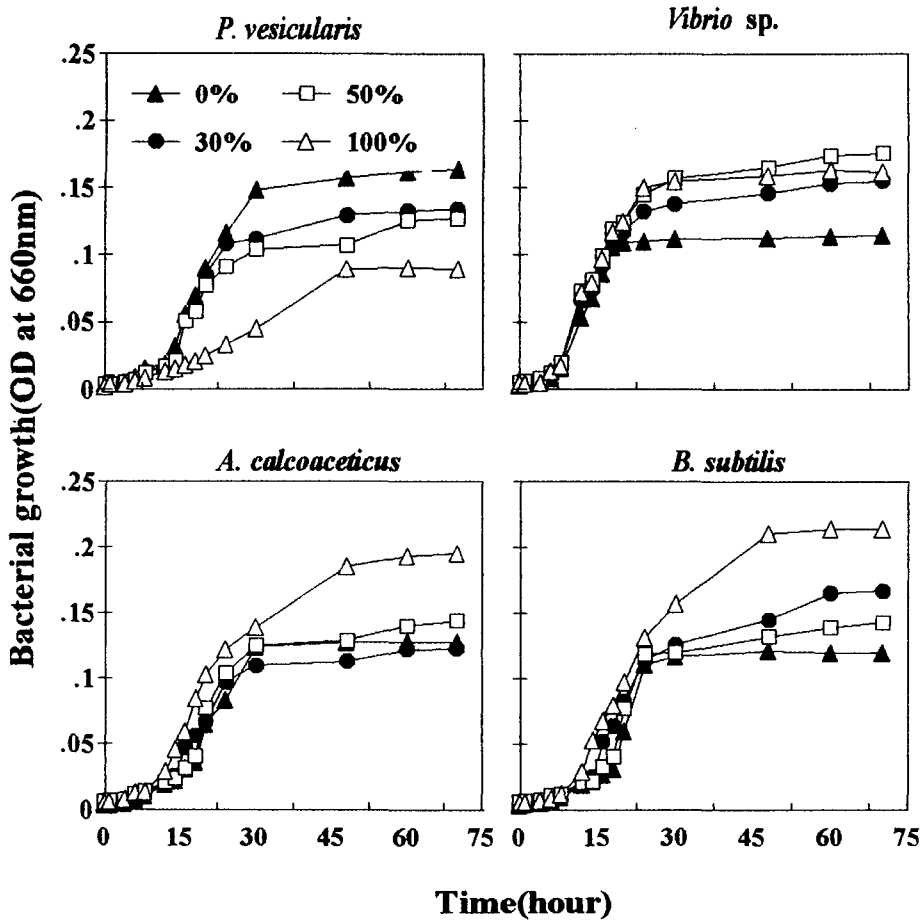 P. vesicularis
Vibrio sp.
.25
.2
.15
.1
.05
0
0%
50%
30%
100%
A. calcoaceticus
B. subtilis
.25
.2
.15
.1
.05
0
0 15 30 45 60 75
0 15 30 45 60 75
Bacterial growth(OD at 660nm)
Time(hour)